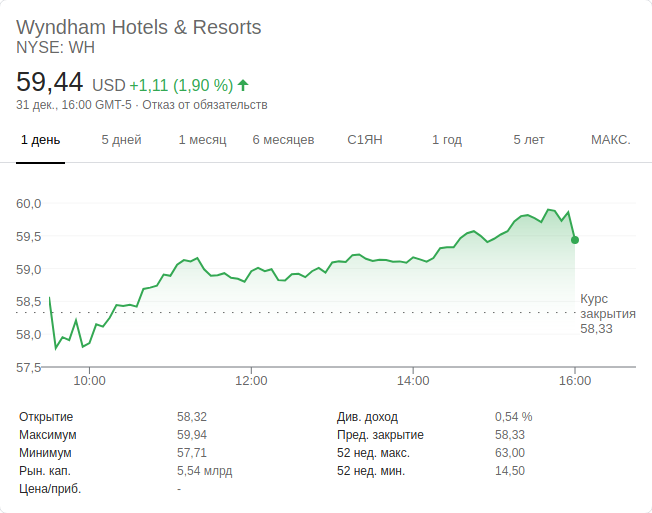 Wyndham Hotels & Resorts
NYSE: WH
59,44 USD +1,11 (1,90 %)
31 дек., 16:00 GMT-5 · Отказ от обязательств
1 день 5 дней 1 месяц 6 месяцев С1ЯН 1 год 5 лет МАКС.
60,0
59,5
59,0
58,5
58,0
57,5
Курс
закрытия
58,33
10:00 12:00 14:00 16:00
Открытие 58,32 Див. доход 0,54 %
Максимум 59,94 Пред. закрытие 58,33
Минимум 57,71 52 нед. макс. 63,00
Рын. кап. 5,54 млрд 52 нед. мин. 14,50
Цена/приб. -